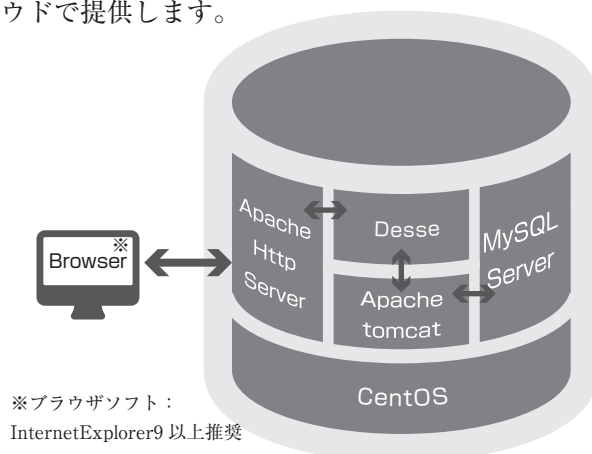 ウドで提供します。
Apache
Http
Server
Desse
Apache
tomcat
MySQL
Server
※
Browser
CentOS
※ブラウザソフト：
InternetExplorer9 以上推奨